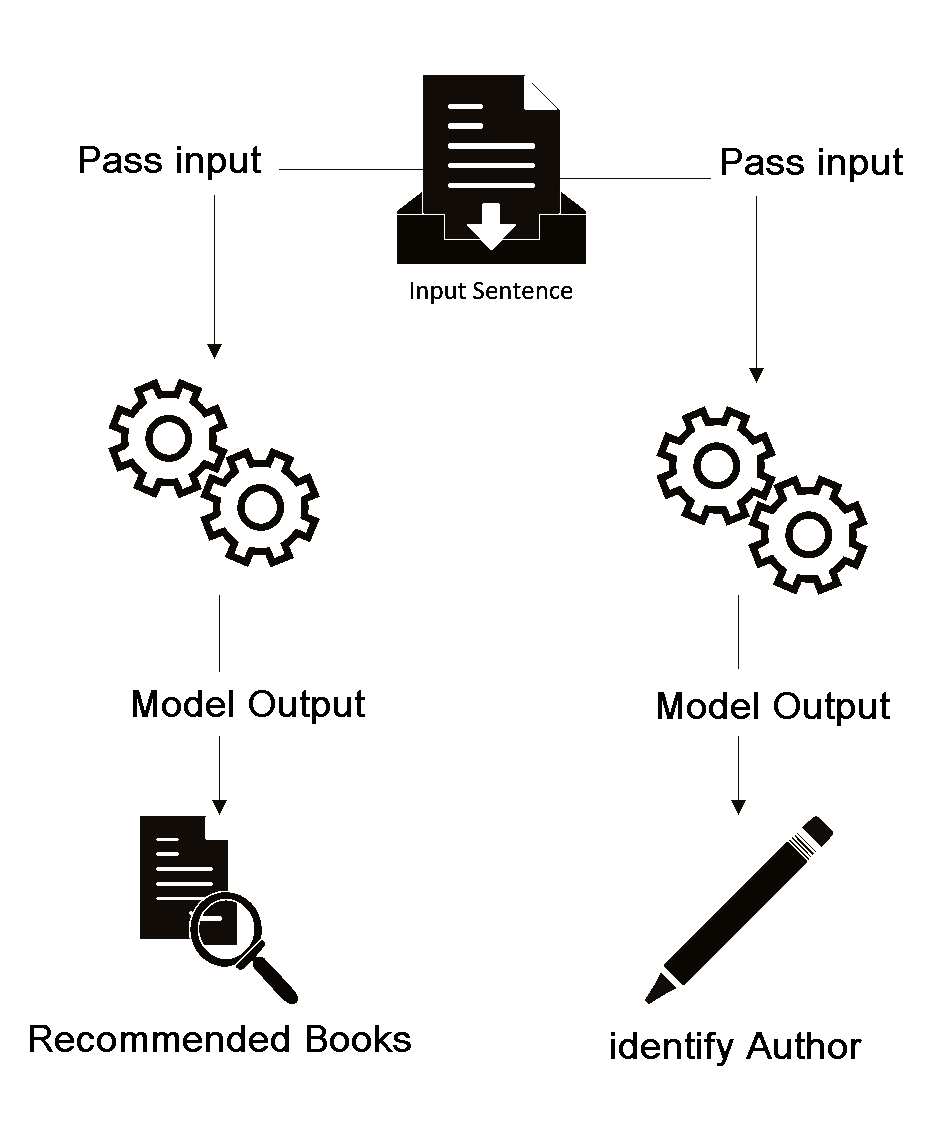 Pass input
Pass input
Input Sentence
Model Output
Model Output
Recommended Books
identify Author